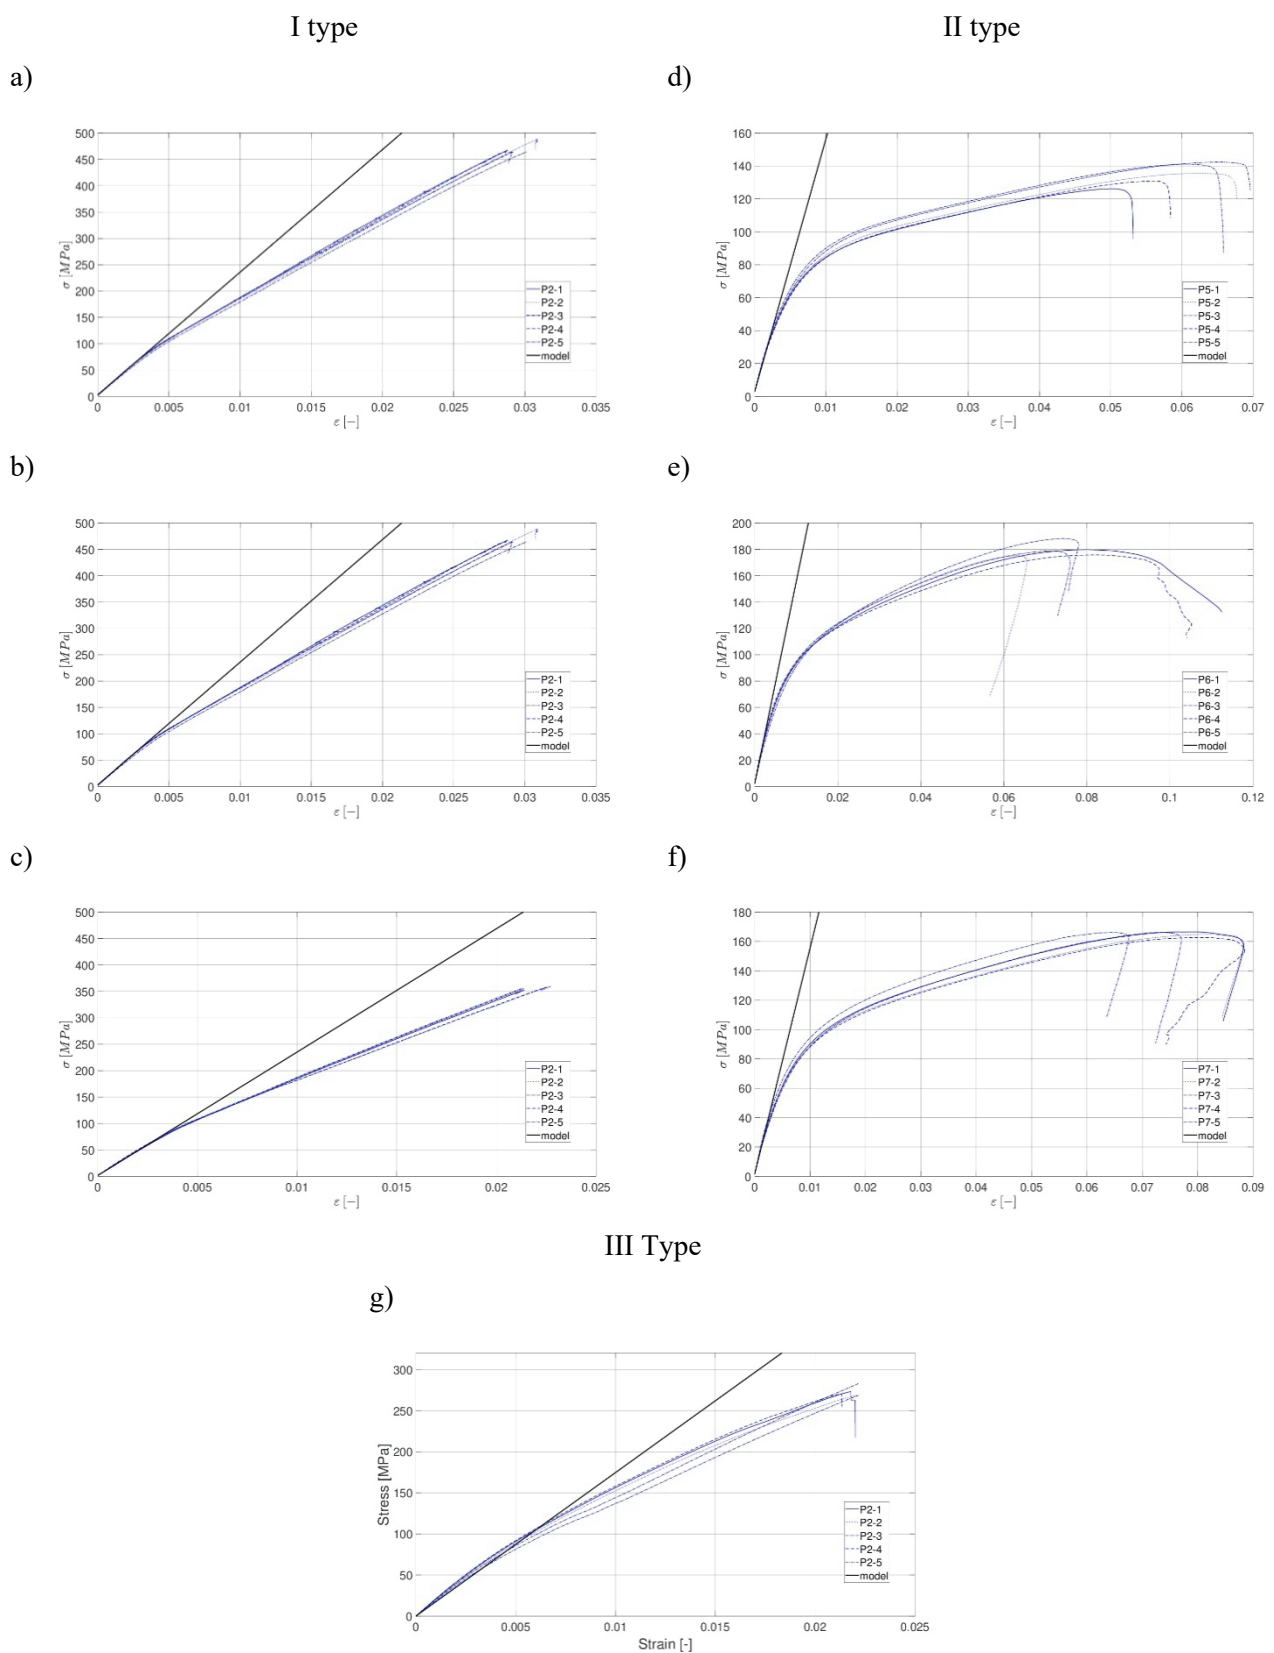 I type
II type
a)
d)
500
450
400
350
300
250
200
150
100
50
0
σ [MPa]
0 0.005 0.01 0.015 0.02 0.025 0.03 0.035
ε [−]
P2-1
P2-2
P2-3
P2-4
P2-5
model
160
140
120
100
80
60
40
20
0
σ [MPa]
0 0.01 0.02 0.03 0.04 0.05 0.06 0.07
ε [−]
P5-1
P5-2
P5-3
P5-4
P5-5
model
b)
e)
500
450
400
350
300
250
200
150
100
50
0
σ [MPa]
0 0.005 0.01 0.015 0.02 0.025 0.03 0.035
ε [−]
P2-1
P2-2
P2-3
P2-4
P2-5
model
200
180
160
140
120
100
80
60
40
20
0
σ [MPa]
0 0.02 0.04 0.06 0.08 0.1 0.12
ε [−]
P6-1
P6-2
P6-3
P6-4
P6-5
model
c)
f)
500
450
400
350
300
250
200
150
100
50
0
σ [MPa]
0 0.005 0.01 0.015 0.02 0.025
ε [−]
P2-1
P2-2
P2-3
P2-4
P2-5
model
180
160
140
120
100
80
60
40
20
0
σ [MPa]
0 0.01 0.02 0.03 0.04 0.05 0.06 0.07 0.08 0.09
ε [−]
P7-1
P7-2
P7-3
P7-4
P7-5
model
III Type
g)
300
250
200
150
100
50
0
Stress [MPa]
0 0.005 0.01 0.015 0.02 0.025
Strain [-]
P2-1
P2-2
P2-3
P2-4
P2-5
model